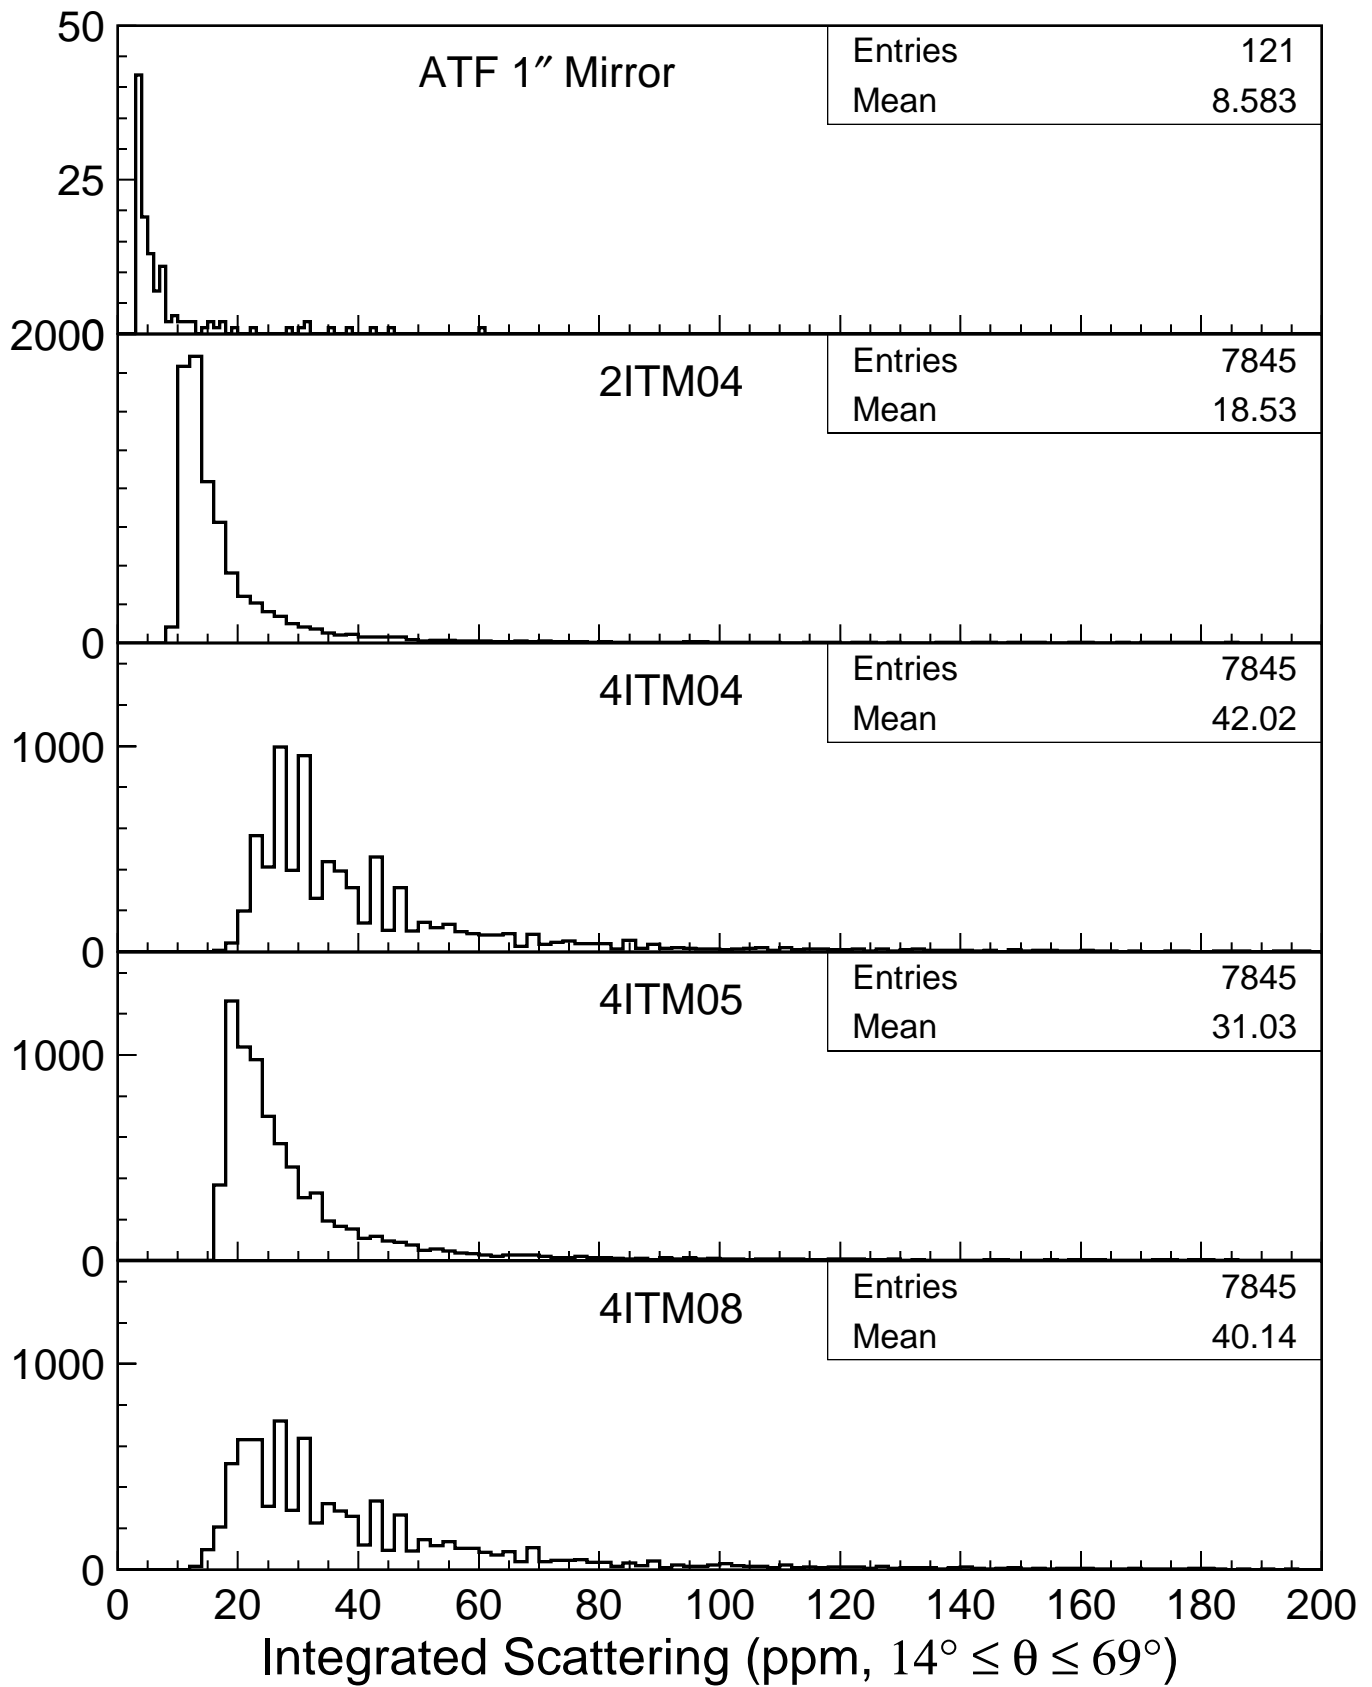 50
ATF 1″ Mirror
Entries 121
Mean 8.583
25
2000
2ITM04
Entries 7845
Mean 18.53
0
4ITM04
Entries 7845
Mean 42.02
1000
0
4ITM05
Entries 7845
Mean 31.03
1000
0
4ITM08
Entries 7845
Mean 40.14
1000
0
0 20 40 60 80 100 120 140 160 180 200
Integrated Scattering (ppm, 14° ≤ θ ≤ 69°)